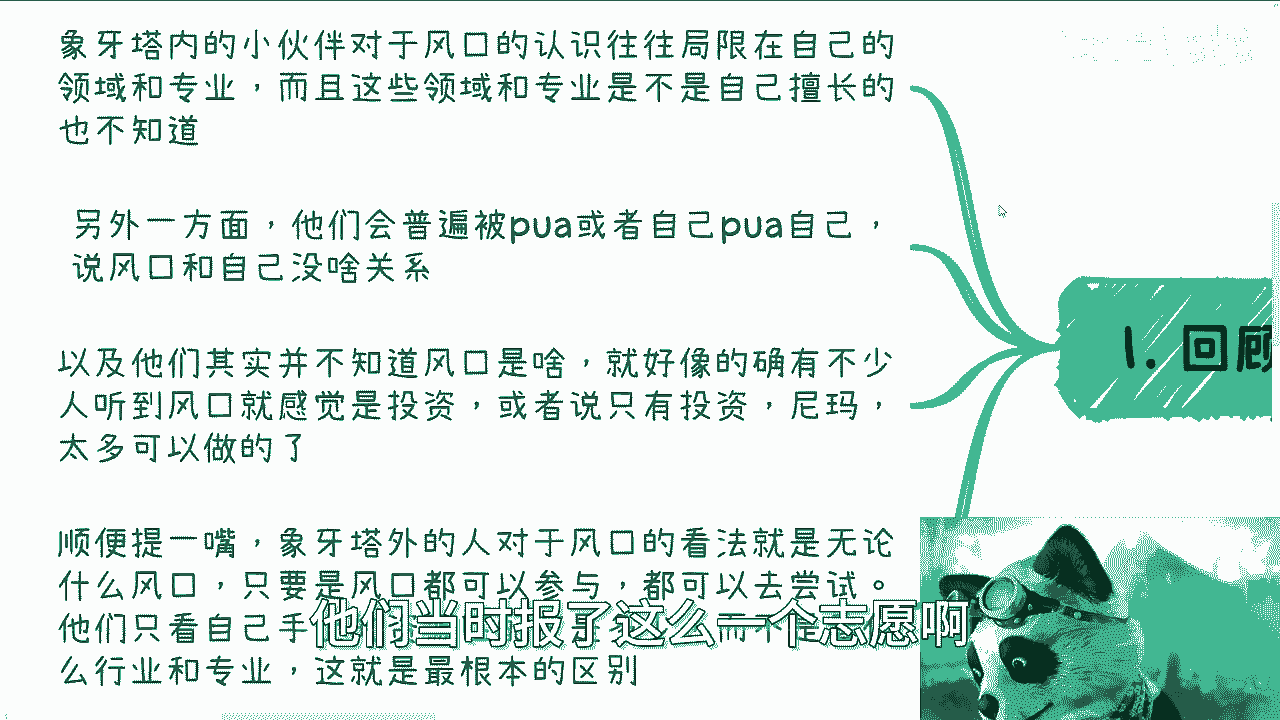 象牙塔内的小伙伴对于风口的认识往往局限在自己的
领域和专业，而且这些领域和专业是不是自己擅长的
也不知道
另外一方面，他们会普遍被pua或者自己pua自己，
说风口和自己没啥关系
以及他们其实并不知道风口是啥，就好像的确有不少
人听到风口就感觉是投资，或者说只有投资，尼玛，
太多可以做的了
顺便提一嘴，象牙塔外的人对于风口的看法就是无论
什么风口，只要是风口都可以参与，都可以去尝试。
他们只看自己手
而不是
么行业和专业，这就是最根本的区别
1. 回顾
他们当时报了这么一个志愿啊